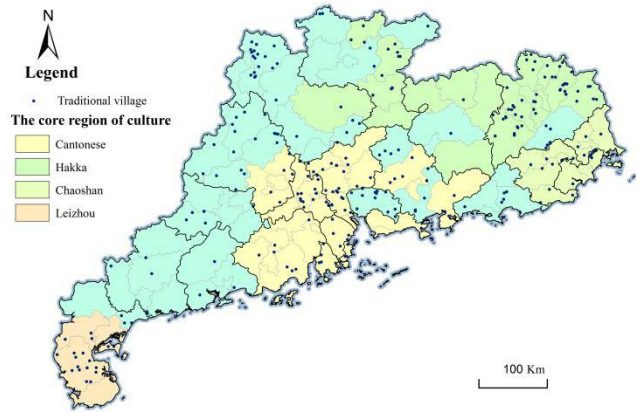 N
Legend
Traditional village
The core region of culture
Cantonese
Hakka
Chaoshan
Leizhou
100 Km